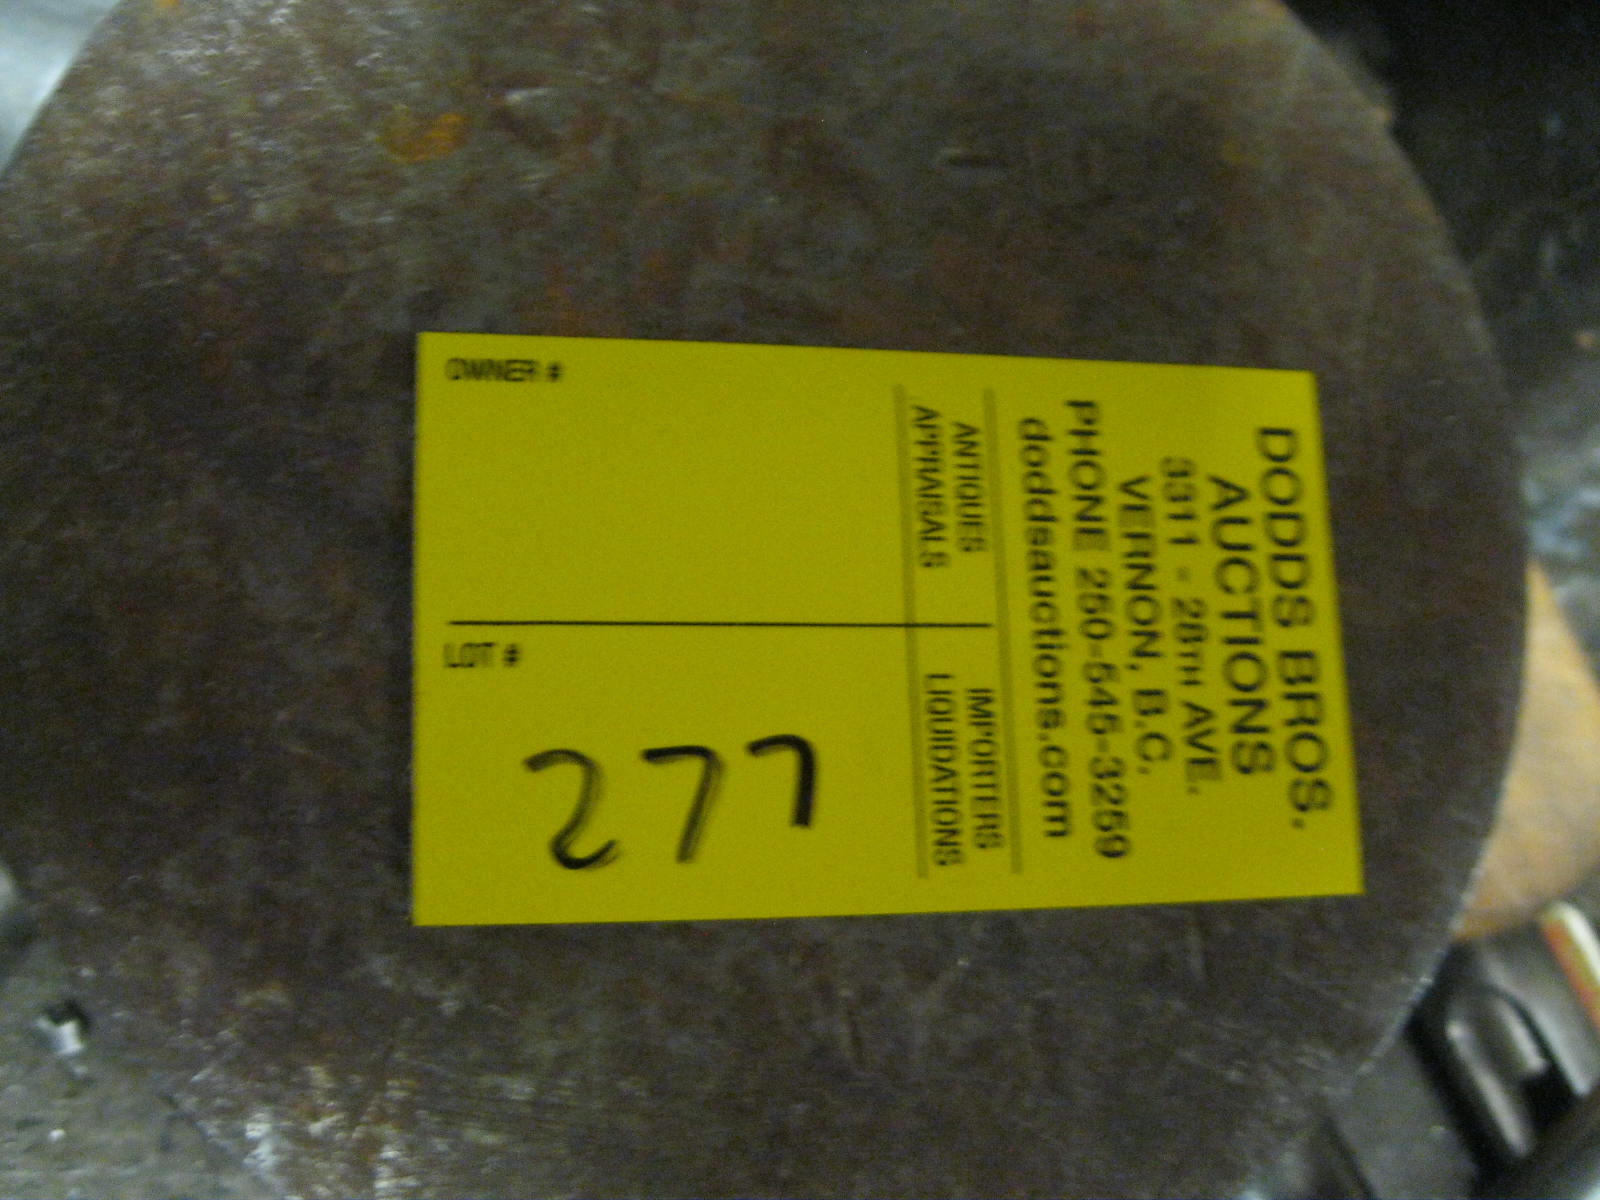 DODDS BROS.
AUCTIONS
3311 - 28TH AVE.
VERNON, B.C.
PHONE 250-545-3259
doddsauctions.com
ANTIQUES
APPRAISALS
IMPORTERS
LIQUIDATIONS
OWNER #
LOT #
277